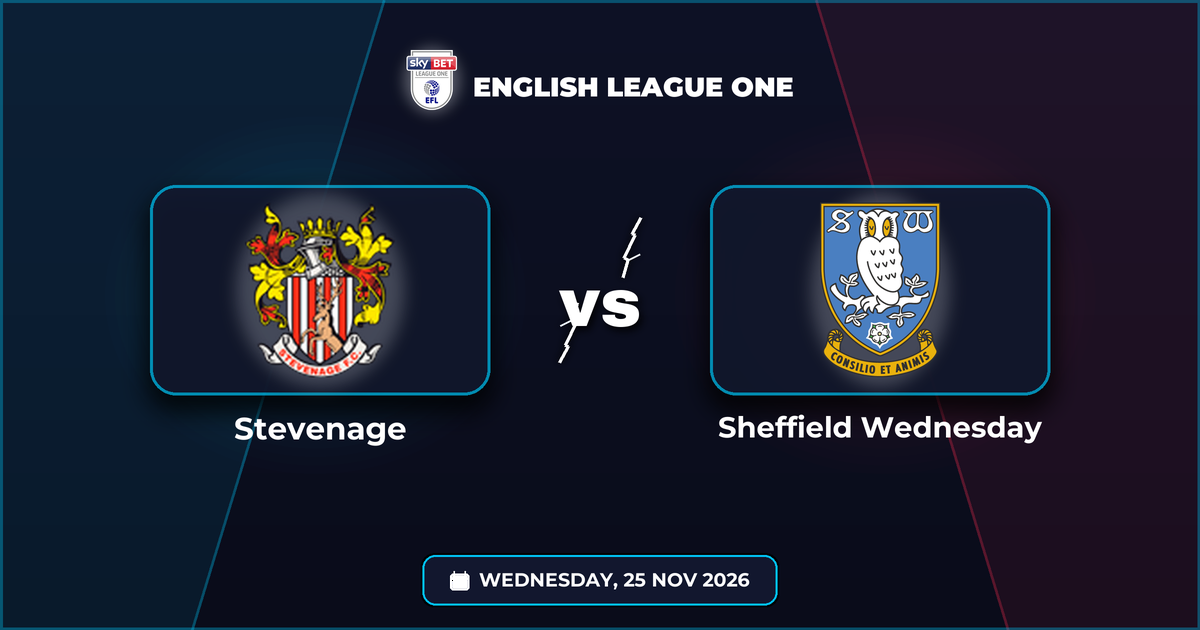 sky BET
LEAGUE ONE
EFL
ENGLISH LEAGUE ONE
STEVENAGE F.C.
S W
CONSILIO ET ANIMIS
vs
Stevenage
Sheffield Wednesday
WEDNESDAY, 25 NOV 2026